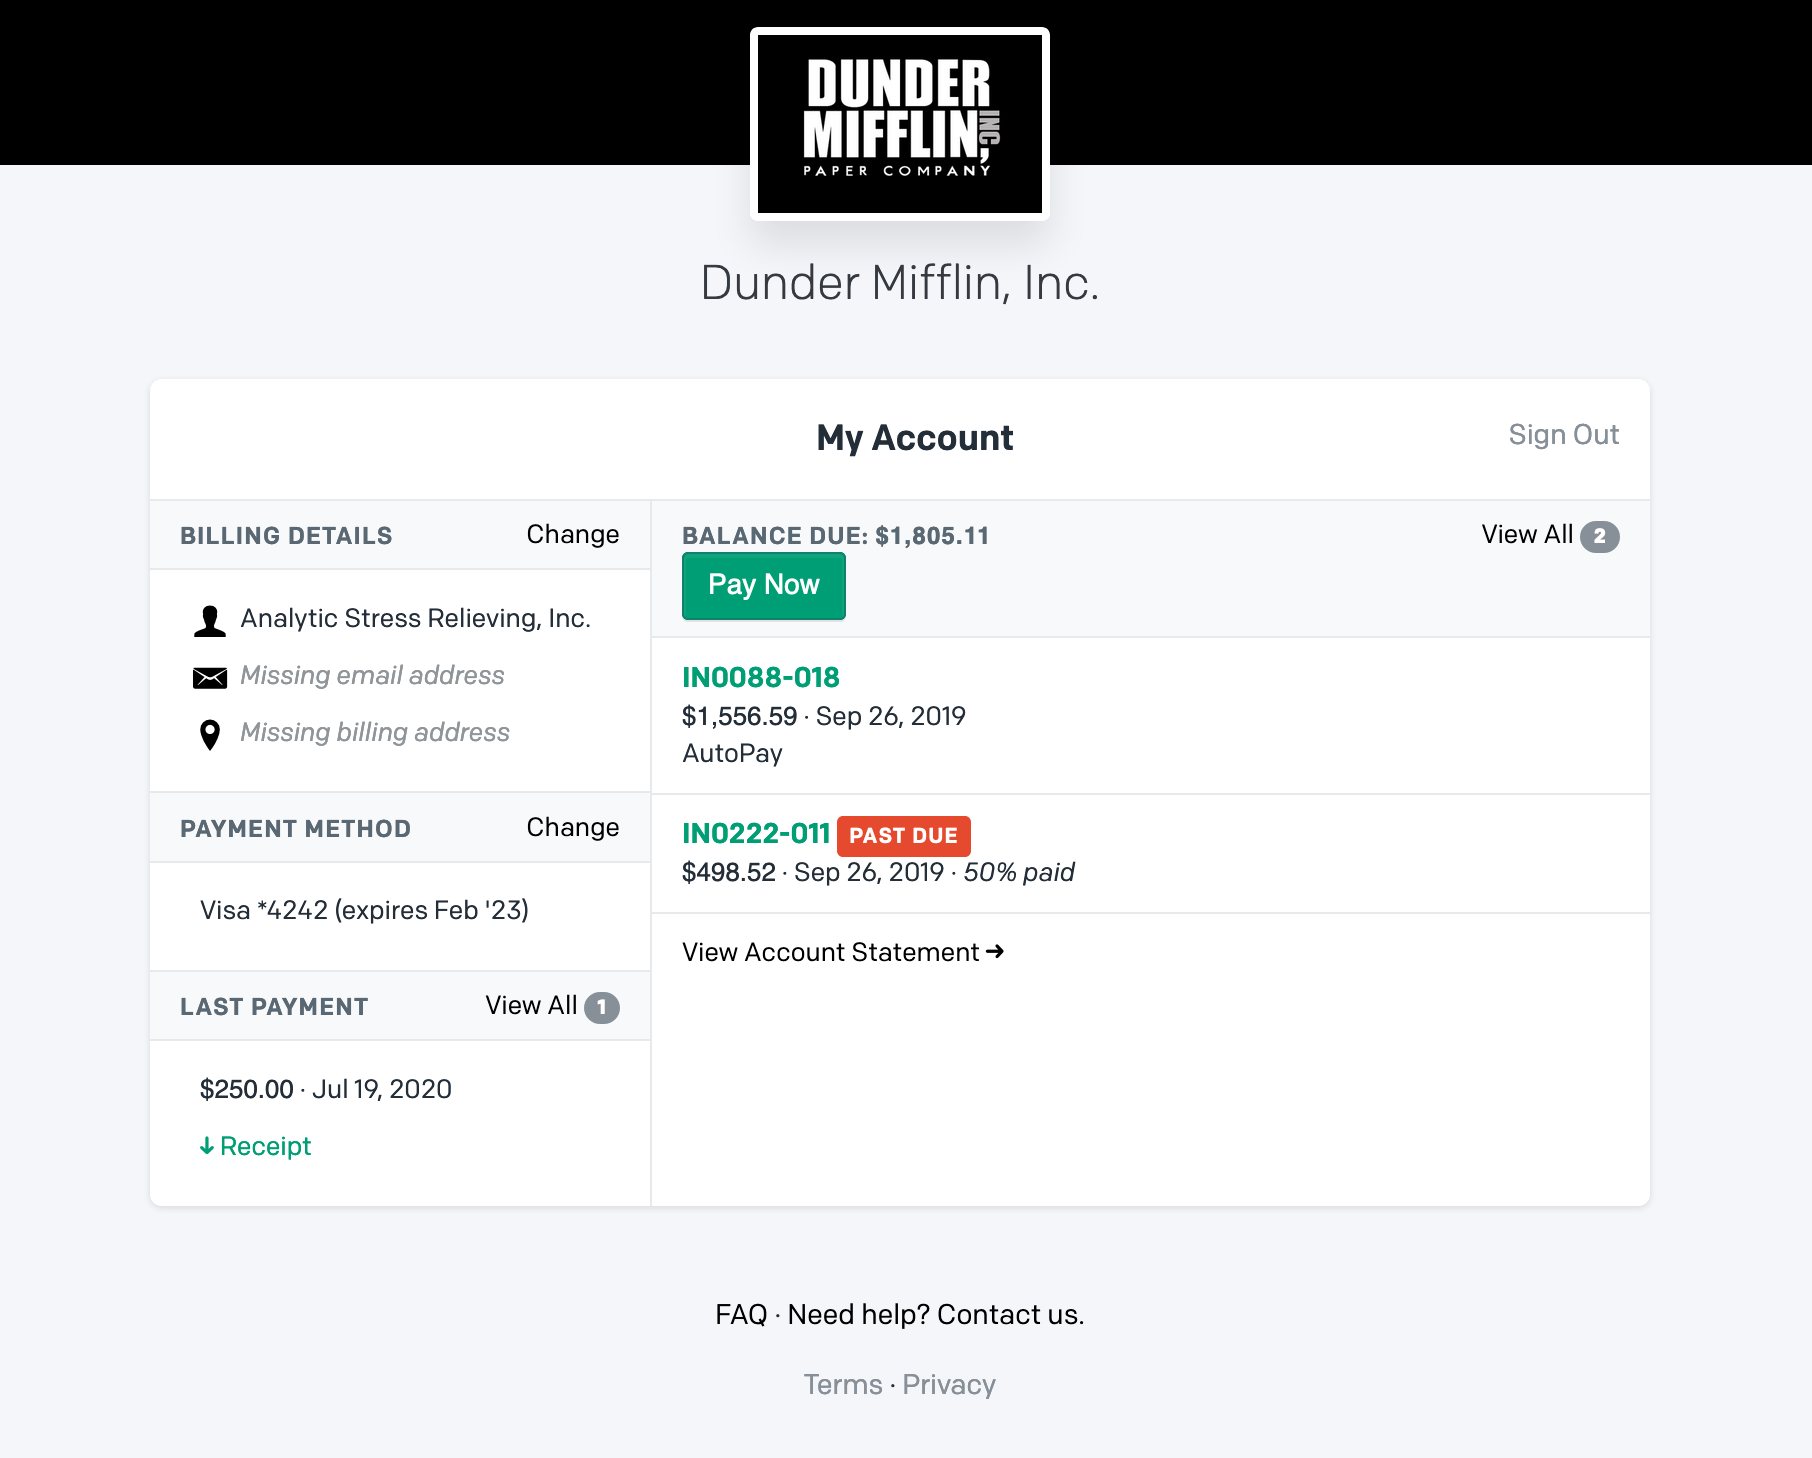 DUNDER
MIFFLIN, INC.
PAPER COMPANY
Dunder Mifflin, Inc.
My Account
Sign Out
BILLING DETAILS
Change
Analytic Stress Relieving, Inc.
Missing email address
Missing billing address
PAYMENT METHOD
Change
Visa *4242 (expires Feb '23)
LAST PAYMENT
View All 1
$250.00 · Jul 19, 2020
↓ Receipt
BALANCE DUE: $1,805.11
View All 2
Pay Now
IN0088-018
$1,556.59 · Sep 26, 2019
AutoPay
IN0222-011 PAST DUE
$498.52 · Sep 26, 2019 · 50% paid
View Account Statement →
FAQ · Need help? Contact us.
Terms · Privacy